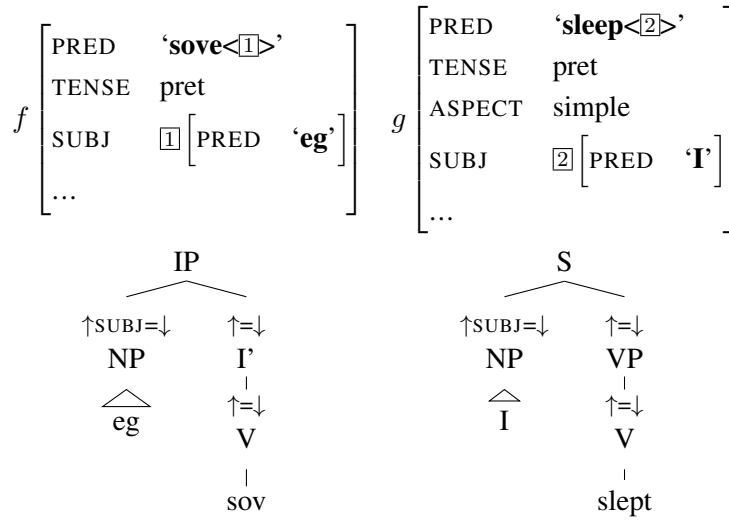 f [ PRED ‘sove<1>’
TENSE pret
SUBJ 1 [ PRED ‘eg’ ]
... ]
g [ PRED ‘sleep<2>’
TENSE pret
ASPECT simple
SUBJ 2 [ PRED ‘I’ ]
... ]
IP
↑SUBJ=↓ ↑=↓
NP I’
eg ↑=↓
V
sov
S
↑SUBJ=↓ ↑=↓
NP VP
I ↑=↓
V
slept